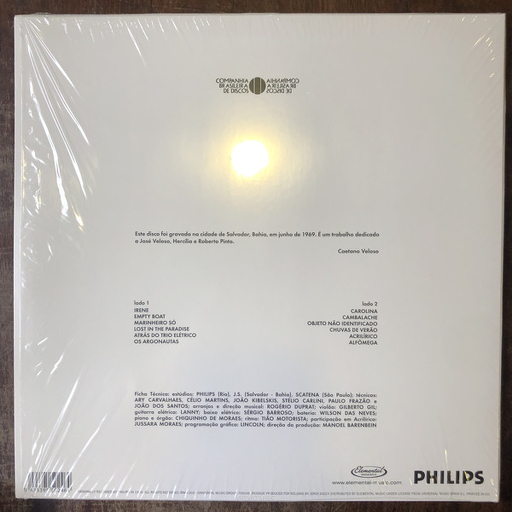 COMPANHIA
BRASILEIRA
DE DISCOS
COMPANHIA
BRASILEIRA
DE DISCOS
Este disco foi gravado na cidade de Salvador, Bahia, em junho de 1969. É um trabalho dedicado
a José Veloso, Hercília e Roberto Pinto.
Caetano Veloso
lado 1
IRENE
EMPTY BOAT
MARINHEIRO SÓ
LOST IN THE PARADISE
ATRÁS DO TRIO ELÉTRICO
OS ARGONAUTAS
lado 2
CAROLINA
CAMBALACHE
OBJETO NÃO IDENTIFICADO
CHUVAS DE VERÃO
ACRILÍRICO
ALFÔMEGA
Ficha Técnica: estúdios: PHILIPS (Rio), J.S. (Salvador - Bahia), SCATENA (São Paulo); técnicos:
ARY CARVALHAES, CÉLIO MARTINS, JOÃO KIBELSKIS, STÉLIO CARLINI, PAULO FRAZÃO e
JOÃO DOS SANTOS; arranjos e direção musical: ROGÉRIO DUPRAT; violão: GILBERTO GIL;
guitarra elétrica: LANNY; baixo elétrico: SÉRGIO BARROSO; bateria: WILSON DAS NEVES;
piano e órgão: CHIQUINHO DE MORAES; ritmo: TIÃO MOTORISTA; participação em Acrilírico:
JUSSARA MORAES; programação gráfica: LINCOLN; direção da produção: MANOEL BARENBEIN
Elemental
PHILIPS